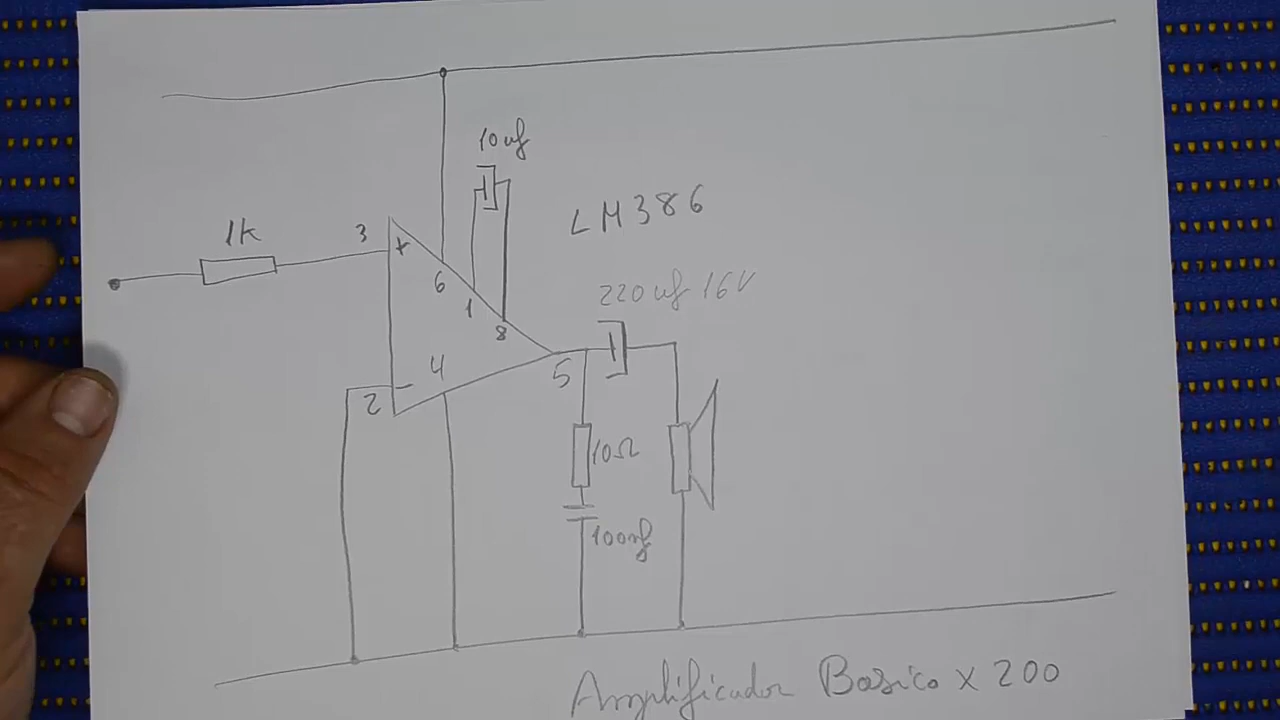 10uf
LM386
1K
3
+
6
1
220uf 16V
8
4
5
-
2
10Ω
100nf
Amplificador Basico x 200